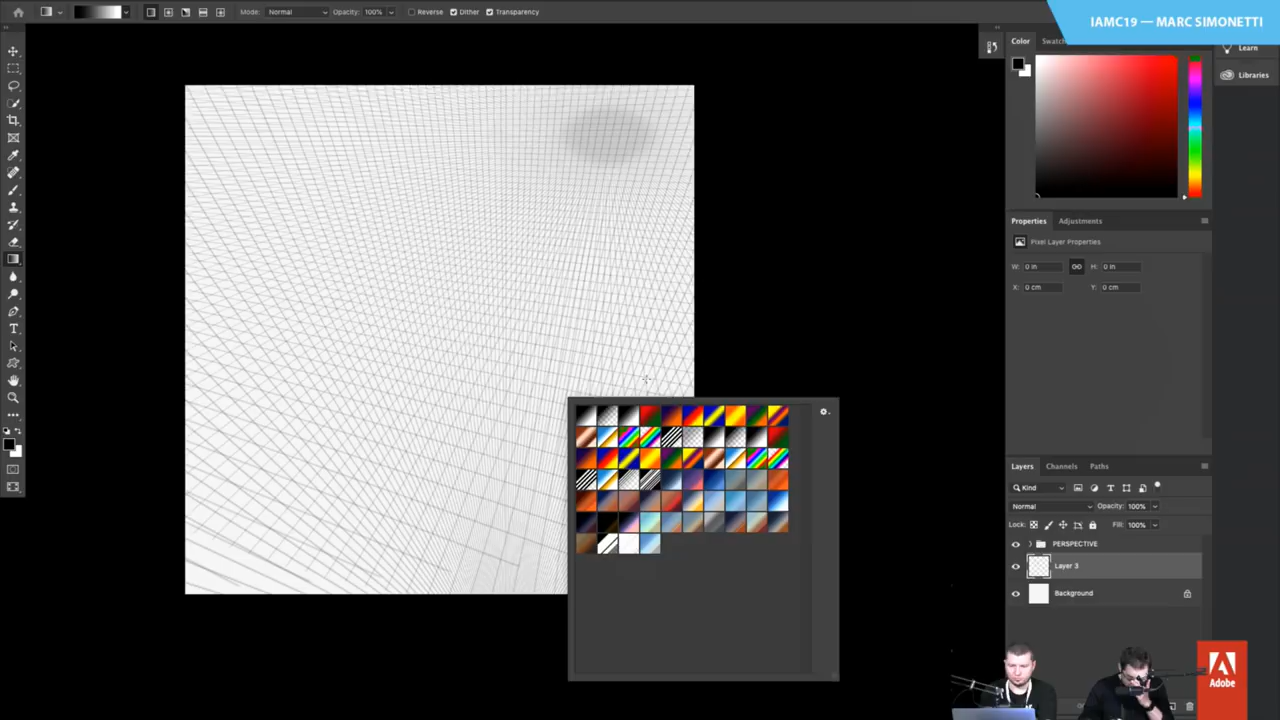 Mode: Normal Opacity: 100% Reverse Dither Transparency
IAMC19 — MARC SIMONETTI
Color Swatch
Learn
Libraries
Properties Adjustments
Pixel Layer Properties
W: 0 in H: 0 in
X: 0 cm Y: 0 cm
Layers Channels Paths
Kind
Normal Opacity: 100%
Lock: Fill: 100%
PERSPECTIVE
Layer 3
Background
Adobe